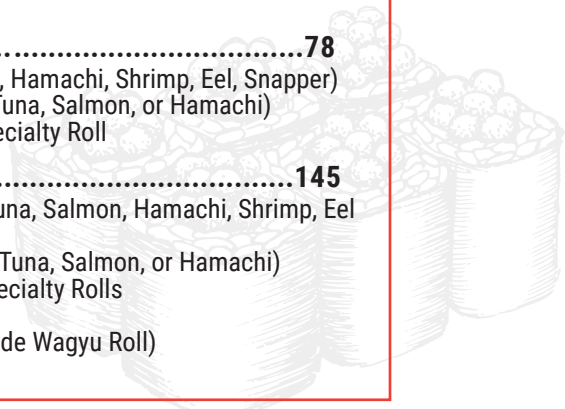 .................................78
, Hamachi, Shrimp, Eel, Snapper)
Tuna, Salmon, or Hamachi)
ecialty Roll
.................................145
una, Salmon, Hamachi, Shrimp, Eel
Tuna, Salmon, or Hamachi)
ecialty Rolls
de Wagyu Roll)